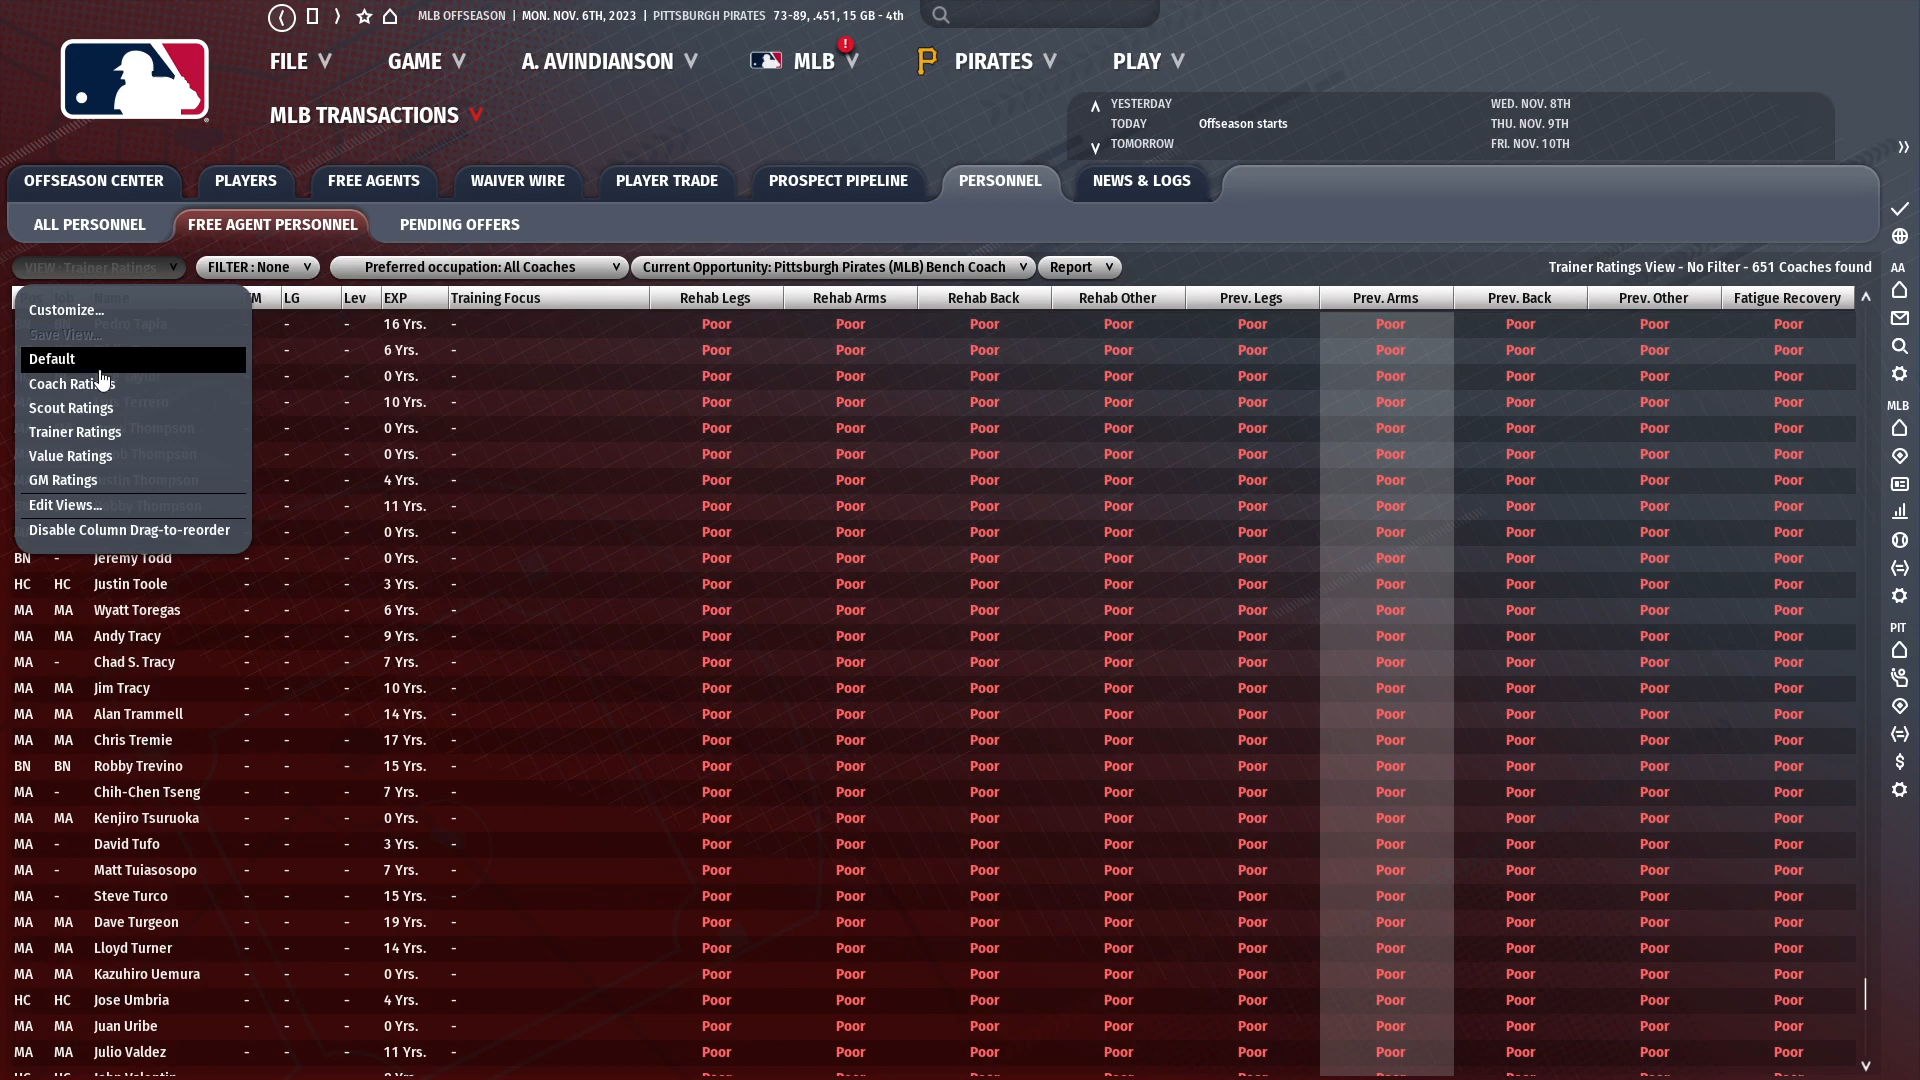 MLB OFFSEASON | MON. NOV. 6TH, 2023 | PITTSBURGH PIRATES 73-89, .451, 15 GB - 4th
FILE GAME A. AVINDIANSON MLB ! P PIRATES PLAY
MLB TRANSACTIONS
YESTERDAY WED. NOV. 8TH
TODAY Offseason starts THU. NOV. 9TH
TOMORROW FRI. NOV. 10TH
OFFSEASON CENTER PLAYERS FREE AGENTS WAIVER WIRE PLAYER TRADE PROSPECT PIPELINE PERSONNEL NEWS & LOGS
ALL PERSONNEL FREE AGENT PERSONNEL PENDING OFFERS
VIEW : Trainer Ratings FILTER : None Preferred occupation: All Coaches Current Opportunity: Pittsburgh Pirates (MLB) Bench Coach Report Trainer Ratings View - No Filter - 651 Coaches found
Name LG Lev EXP Training Focus Rehab Legs Rehab Arms Rehab Back Rehab Other Prev. Legs Prev. Arms Prev. Back Prev. Other Fatigue Recovery
Customize...
Save View...
Default
Coach Ratings
Scout Ratings
Trainer Ratings
Value Ratings
GM Ratings
Edit Views...
Disable Column Drag-to-reorder
Pedro Tapia - - 16 Yrs. - Poor Poor Poor Poor Poor Poor Poor Poor Poor
- - 6 Yrs. - Poor Poor Poor Poor Poor Poor Poor Poor Poor
- - 0 Yrs. - Poor Poor Poor Poor Poor Poor Poor Poor Poor
Terrero - - 10 Yrs. - Poor Poor Poor Poor Poor Poor Poor Poor Poor
Thompson - - 0 Yrs. - Poor Poor Poor Poor Poor Poor Poor Poor Poor
Thompson - - 0 Yrs. - Poor Poor Poor Poor Poor Poor Poor Poor Poor
Thompson - - 4 Yrs. - Poor Poor Poor Poor Poor Poor Poor Poor Poor
Thompson - - 11 Yrs. - Poor Poor Poor Poor Poor Poor Poor Poor Poor
- - 0 Yrs. - Poor Poor Poor Poor Poor Poor Poor Poor Poor
BN - Jeremy Todd - - - 0 Yrs. - Poor Poor Poor Poor Poor Poor Poor Poor Poor
HC HC Justin Toole - - - 3 Yrs. - Poor Poor Poor Poor Poor Poor Poor Poor Poor
MA MA Wyatt Toregas - - - 6 Yrs. - Poor Poor Poor Poor Poor Poor Poor Poor Poor
MA MA Andy Tracy - - - 9 Yrs. - Poor Poor Poor Poor Poor Poor Poor Poor Poor
MA - Chad S. Tracy - - - 7 Yrs. - Poor Poor Poor Poor Poor Poor Poor Poor Poor
MA MA Jim Tracy - - - 10 Yrs. - Poor Poor Poor Poor Poor Poor Poor Poor Poor
MA MA Alan Trammell - - - 14 Yrs. - Poor Poor Poor Poor Poor Poor Poor Poor Poor
MA MA Chris Tremie - - - 17 Yrs. - Poor Poor Poor Poor Poor Poor Poor Poor Poor
BN BN Robby Trevino - - - 15 Yrs. - Poor Poor Poor Poor Poor Poor Poor Poor Poor
MA - Chih-Chen Tseng - - - 7 Yrs. - Poor Poor Poor Poor Poor Poor Poor Poor Poor
MA MA Kenjiro Tsuruoka - - - 0 Yrs. - Poor Poor Poor Poor Poor Poor Poor Poor Poor
MA - David Tufo - - - 3 Yrs. - Poor Poor Poor Poor Poor Poor Poor Poor Poor
MA - Matt Tuiasosopo - - - 7 Yrs. - Poor Poor Poor Poor Poor Poor Poor Poor Poor
MA - Steve Turco - - - 15 Yrs. - Poor Poor Poor Poor Poor Poor Poor Poor Poor
MA MA Dave Turgeon - - - 19 Yrs. - Poor Poor Poor Poor Poor Poor Poor Poor Poor
MA MA Lloyd Turner - - - 14 Yrs. - Poor Poor Poor Poor Poor Poor Poor Poor Poor
MA MA Kazuhiro Uemura - - - 0 Yrs. - Poor Poor Poor Poor Poor Poor Poor Poor Poor
HC HC Jose Umbria - - - 4 Yrs. - Poor Poor Poor Poor Poor Poor Poor Poor Poor
MA MA Juan Uribe - - - 0 Yrs. - Poor Poor Poor Poor Poor Poor Poor Poor Poor
MA MA Julio Valdez - - - 11 Yrs. - Poor Poor Poor Poor Poor Poor Poor Poor Poor
AA
MLB
PIT
$